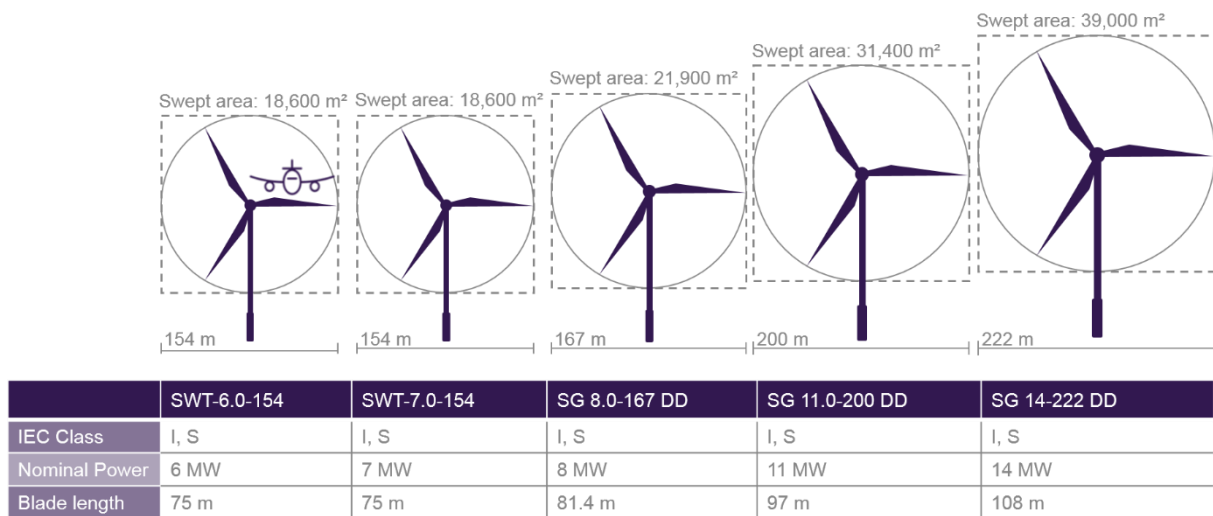 Swept area: 39,000 m²
Swept area: 31,400 m²
Swept area: 21,900 m²
Swept area: 18,600 m² Swept area: 18,600 m²
154 m 154 m 167 m 200 m 222 m
SWT-6.0-154 SWT-7.0-154 SG 8.0-167 DD SG 11.0-200 DD SG 14-222 DD
IEC Class I, S I, S I, S I, S I, S
Nominal Power 6 MW 7 MW 8 MW 11 MW 14 MW
Blade length 75 m 75 m 81.4 m 97 m 108 m